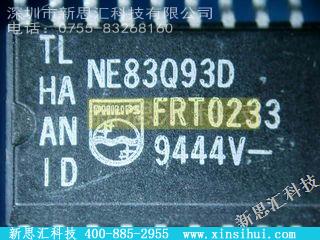 深圳市新思汇科技有限公司
电话：0755-83268160
TL NE83Q93D
HA PHILIPS FRT0233
AN 9444V-
ID
新思汇科技
新思汇科技 400-885-2955 www.xinsihui.com